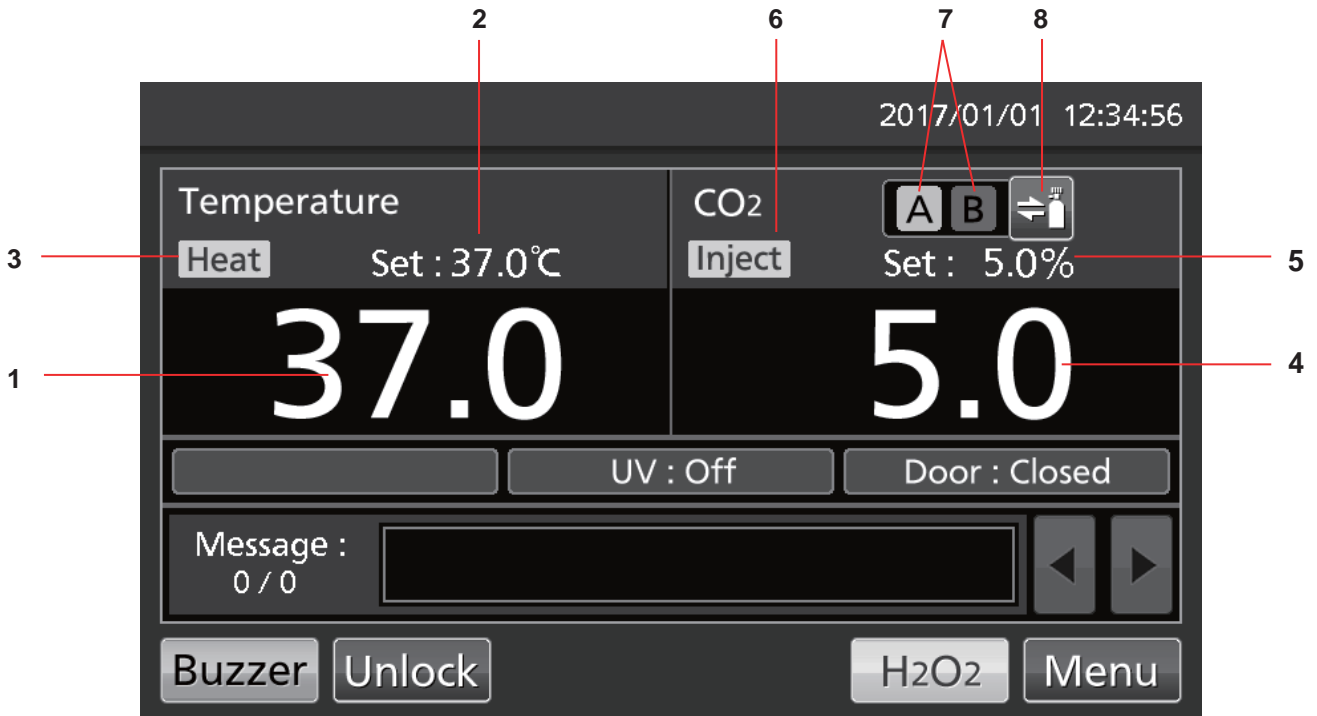 2 6 7 8
2017/01/01 12:34:56
Temperature CO2 A B
3 Heat Set : 37.0℃ Inject Set : 5.0% 5
1 37.0 5.0 4
UV : Off Door : Closed
Message :
0 / 0
Buzzer Unlock H2O2 Menu